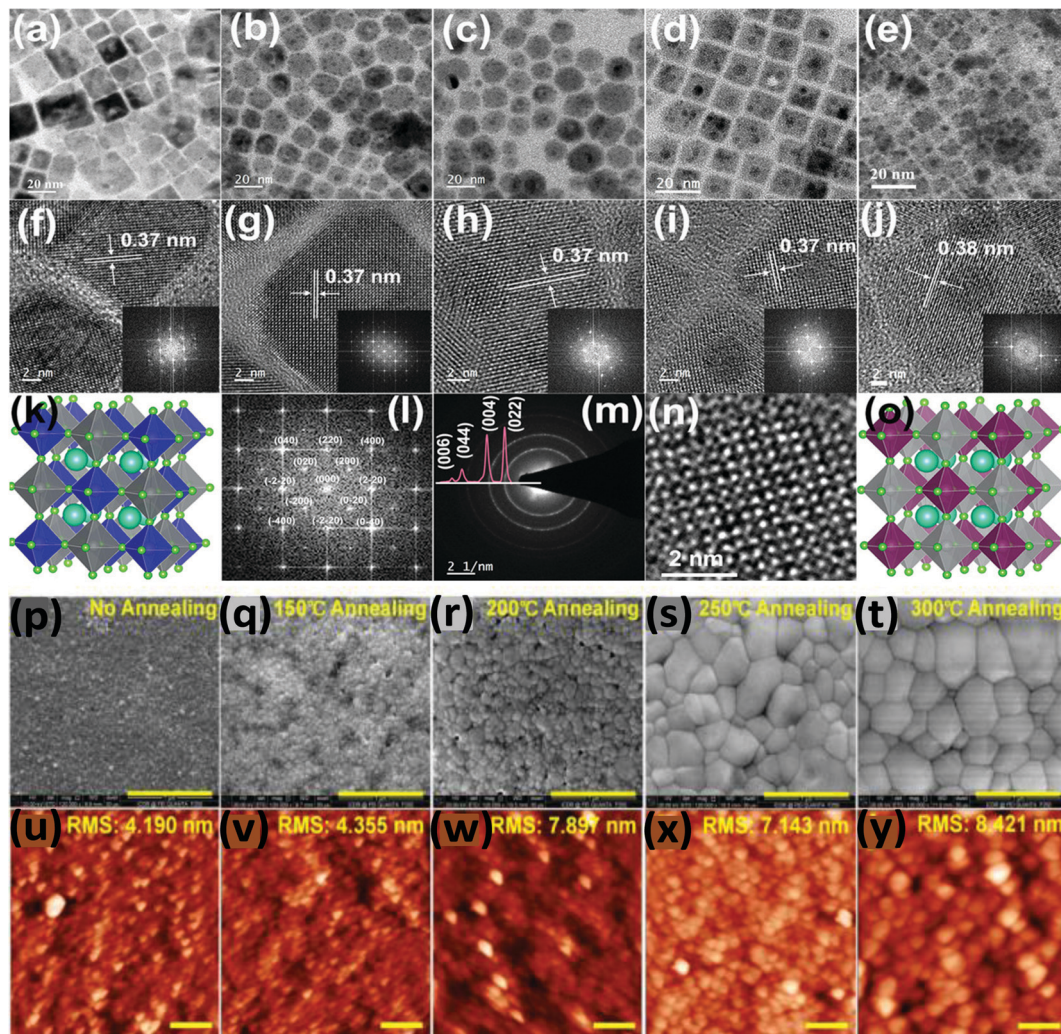 (a) (b) (c) (d) (e)
20 nm 20 nm 20 nm 20 nm 20 nm
(f) (g) (h) (i) (j)
0.37 nm 0.37 nm 0.37 nm 0.37 nm 0.38 nm
2 nm 2 nm 2 nm 2 nm 2 nm
(k) (l) (m) (n) (o)
(040) (220) (400)
(020) (200)
(-2-20) (000) (2-20)
(-200) (0-20)
(-400) (-2-20) (0-40)
(006) (044) (004) (022)
2 1/nm 2 nm
(p) No Annealing
(q) 150℃ Annealing
(r) 200℃ Annealing
(s) 250℃ Annealing
(t) 300℃ Annealing
(u) RMS: 4.190 nm
(v) RMS: 4.355 nm
(w) RMS: 7.897 nm
(x) RMS: 7.143 nm
(y) RMS: 8.421 nm